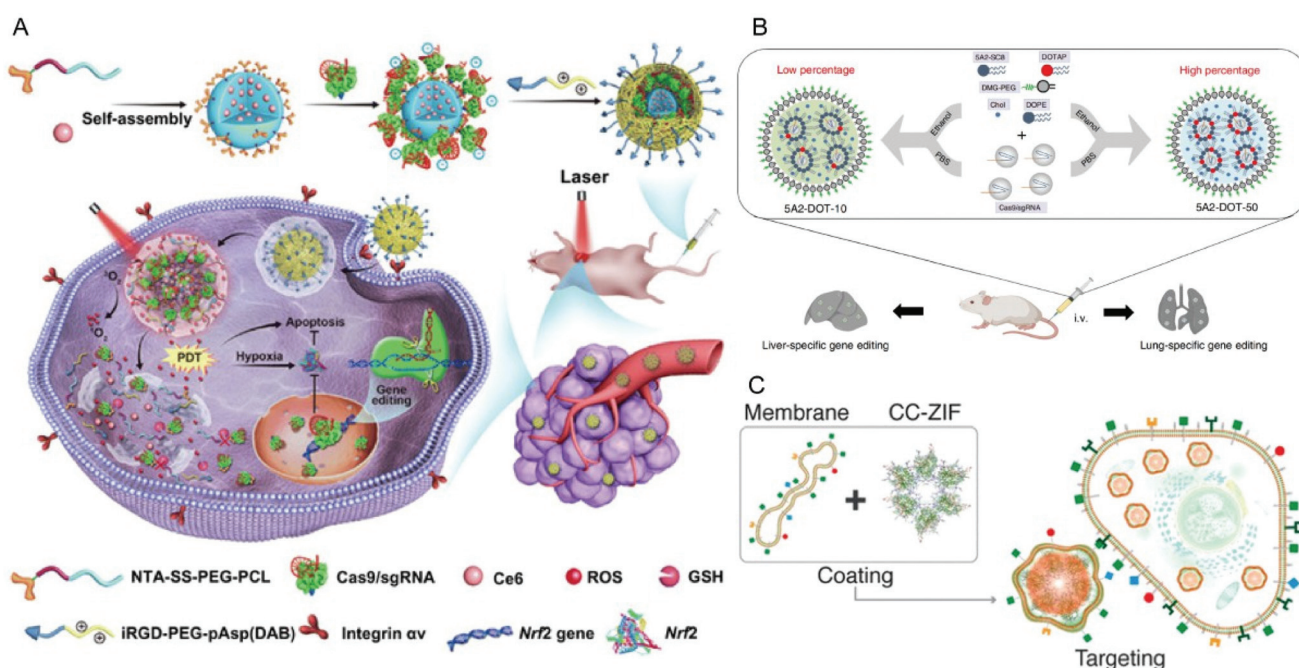 A
Self-assembly
Laser
³O₂
¹O₂
PDT
Apoptosis
Hypoxia
Gene
editing
NTA-SS-PEG-PCL
Cas9/sgRNA
Ce6
ROS
GSH
iRGD-PEG-pAsp(DAB)
Integrin αv
Nrf2 gene
Nrf2
B
Low percentage
5A2-SC8
DOTAP
High percentage
DMG-PEG
Chol
DOPE
Ethanol
+
Ethanol
PBS
PBS
Cas9/sgRNA
5A2-DOT-10
5A2-DOT-50
i.v.
Liver-specific gene editing
Lung-specific gene editing
C
Membrane
CC-ZIF
+
Coating
Targeting